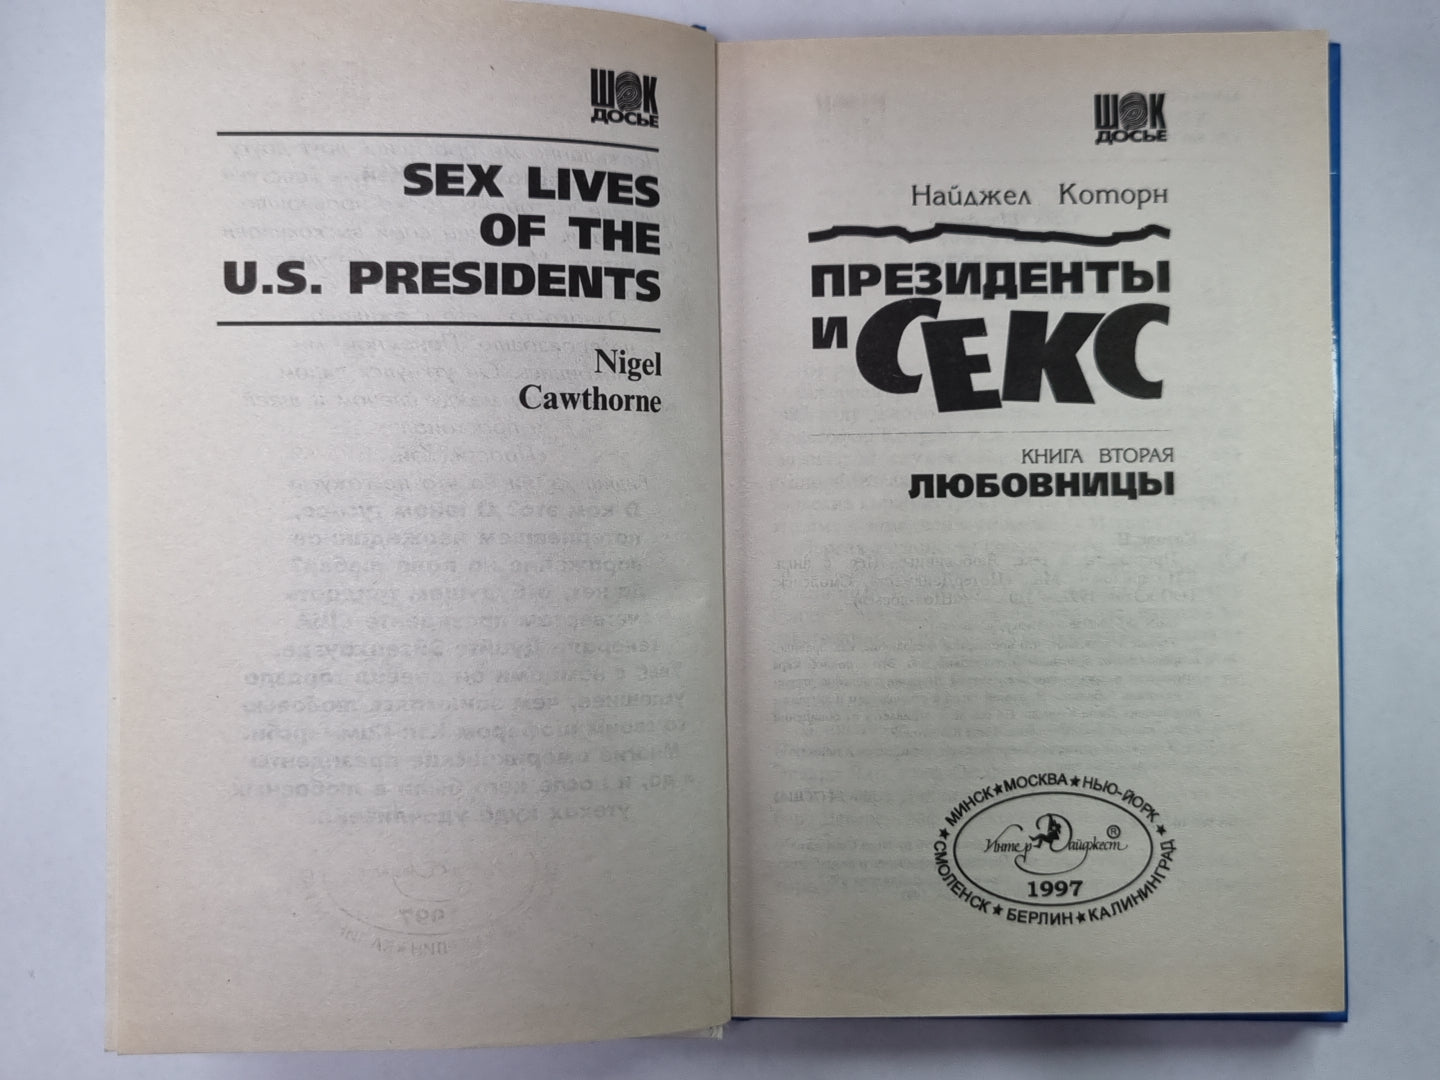 ШОК
ДОСЬЕ
SEX LIVES
OF THE
U.S. PRESIDENTS
Nigel
Cawthorne
ШОК
ДОСЬЕ
Найджел Которн
ПРЕЗИДЕНТЫ
И СЕКС
КНИГА ВТОРАЯ
ЛЮБОВНИЦЫ
МИНСК★МОСКВА★НЬЮ-ЙОРК★
Интер Дайджест ®
1997
СМОЛЕНСК★БЕРЛИН★КАЛИНИНГРАД